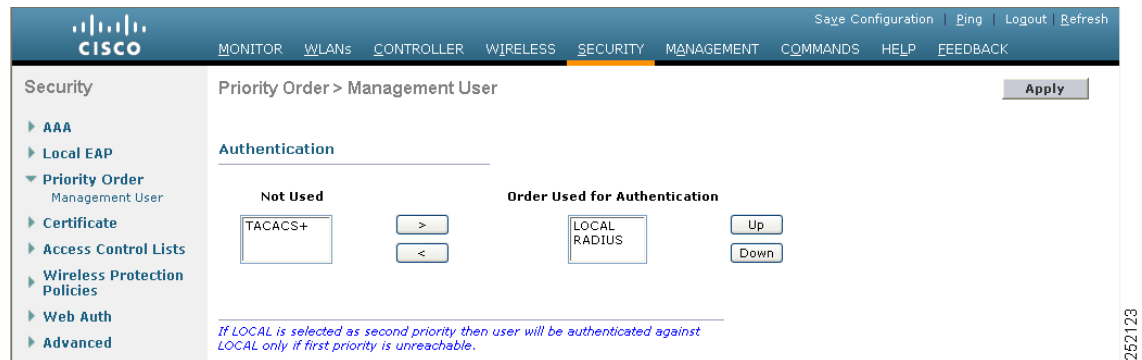 Save Configuration | Ping | Logout | Refresh
CISCO
MONITOR WLANs CONTROLLER WIRELESS SECURITY MANAGEMENT COMMANDS HELP FEEDBACK
Security
Priority Order > Management User
Apply
AAA
Local EAP
Priority Order
Management User
Certificate
Access Control Lists
Wireless Protection
Policies
Web Auth
Advanced
Authentication
Not Used
Order Used for Authentication
TACACS+
>
<
LOCAL
RADIUS
Up
Down
If LOCAL is selected as second priority then user will be authenticated against
LOCAL only if first priority is unreachable.
252123